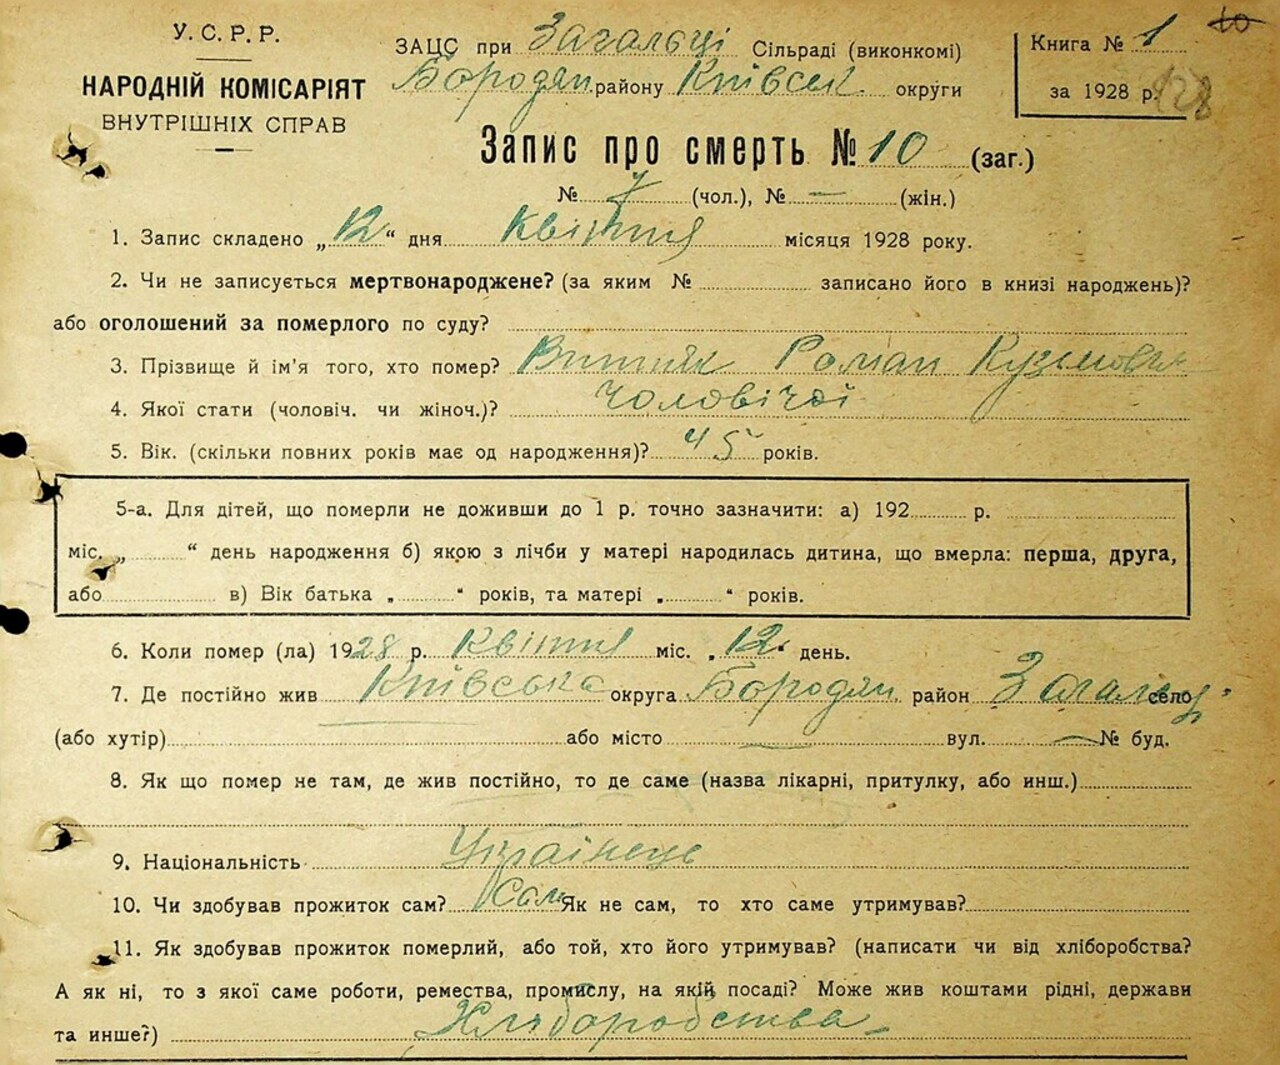 У. С. Р. Р.
НАРОДНІЙ КОМІСАРІЯТ
ВНУТРІШНІХ СПРАВ
ЗАЦС при Загальці Сільраді (виконкомі)
Бородян. району Київськ. округи
Книга № 1
за 1928 р.
128
10
Запис про смерть № 10 (заг.)
№ 7 (чол.), № — (жін.)
1. Запис складено „12“ дня Квітня місяця 1928 року.
2. Чи не записується мертвонароджене? (за яким № записано його в книзі народжень)?
або оголошений за померлого по суду?
3. Прізвище й ім'я того, хто помер? Роман Кузьмович
4. Якої стати (чоловіч. чи жіноч.)? Чоловічої
5. Вік. (скільки повних років має од народження)? 45 років.
5-а. Для дітей, що померли не доживши до 1 р. точно зазначити: а) 192 р.
міс. „ “ день народження б) якою з лічби у матері народилась дитина, що вмерла: перша, друга,
або в) Вік батька „ “ років, та матері „ “ років.
6. Коли помер (ла) 1928 р. Квітня міс. „12. день.
7. Де постійно жив Київська округа Бородян. район Загальці село
(або хутір) або місто — вул. — № буд.
8. Як що помер не там, де жив постійно, то де саме (назва лікарні, притулку, або инш.)
9. Національність Українець
10. Чи здобував прожиток сам? Сам Як не сам, то хто саме утримував?
11. Як здобував прожиток померлий, або той, хто його утримував? (написати чи від хліборобства?
А як ні, то з якої саме роботи, ремества, промислу, на якій посаді? Може жив коштами рідні, держави
та инше?) Хліборобства